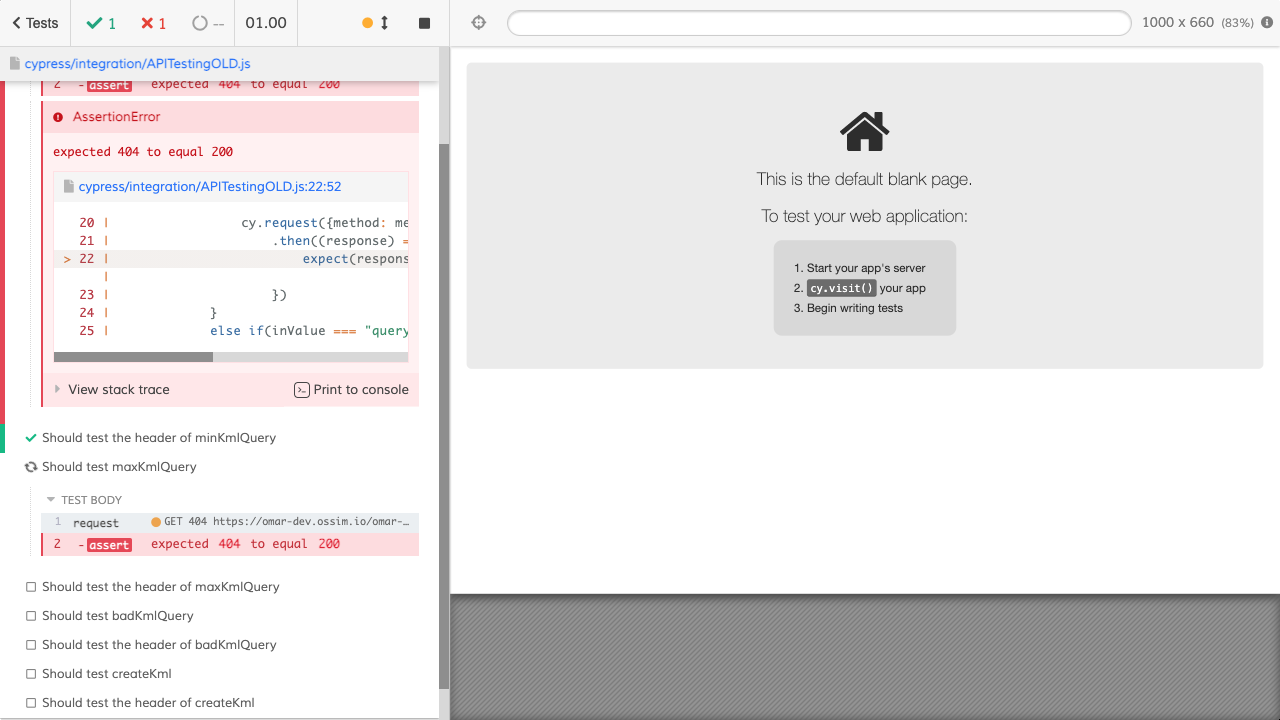 Tests
1
1
--
01.00
1000 x 660 (83%)
cypress/integration/APITestingOLD.js
2 -assert expected 404 to equal 200
AssertionError
expected 404 to equal 200
cypress/integration/APITestingOLD.js:22:52
20 | cy.request({method: me
21 | .then((response) =
> 22 | expect(respons
|
23 | })
24 | }
25 | else if(inValue === "query
View stack trace
Print to console
Should test the header of minKmlQuery
Should test maxKmlQuery
TEST BODY
1 request GET 404 https://omar-dev.ossim.io/omar-…
2 -assert expected 404 to equal 200
Should test the header of maxKmlQuery
Should test badKmlQuery
Should test the header of badKmlQuery
Should test createKml
Should test the header of createKml
This is the default blank page.
To test your web application:
1. Start your app's server
2. cy.visit() your app
3. Begin writing tests